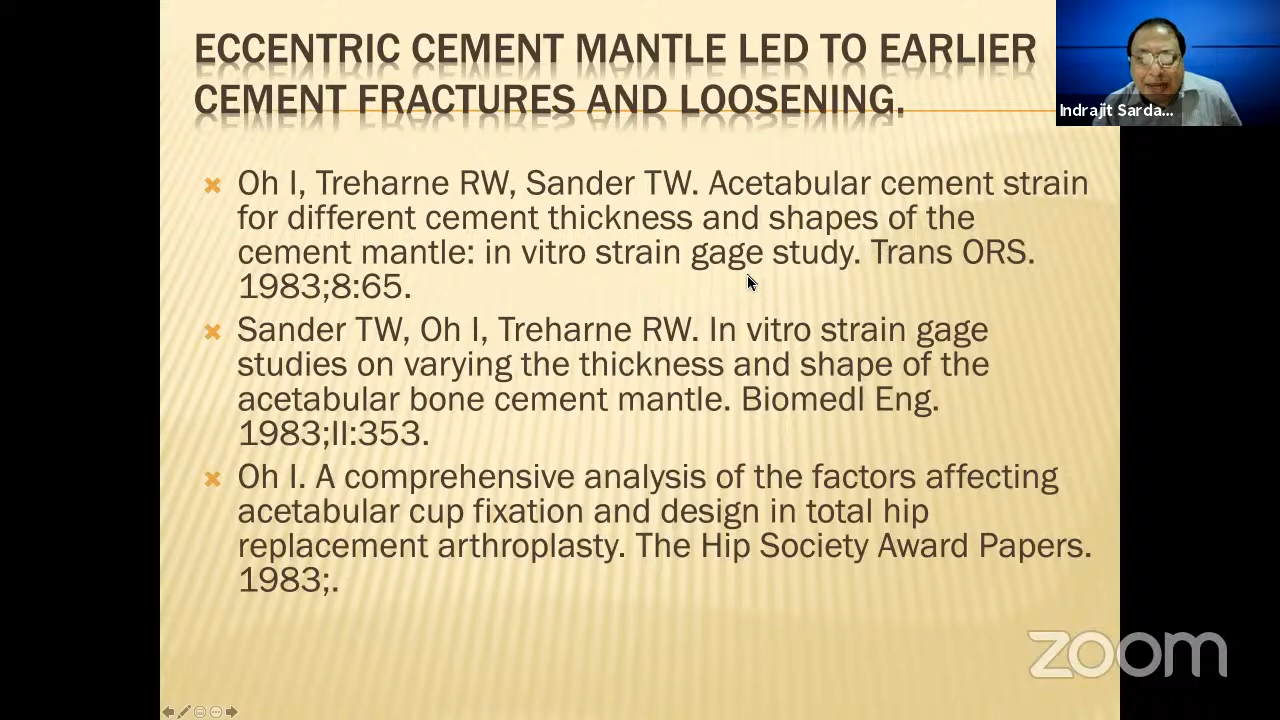 ECCENTRIC CEMENT MANTLE LED TO EARLIER
CEMENT FRACTURES AND LOOSENING.
Indrajit Sarda...
Oh I, Treharne RW, Sander TW. Acetabular cement strain
for different cement thickness and shapes of the
cement mantle: in vitro strain gage study. Trans ORS.
1983;8:65.
Sander TW, Oh I, Treharne RW. In vitro strain gage
studies on varying the thickness and shape of the
acetabular bone cement mantle. Biomedl Eng.
1983;II:353.
Oh I. A comprehensive analysis of the factors affecting
acetabular cup fixation and design in total hip
replacement arthroplasty. The Hip Society Award Papers.
1983;.
zoom